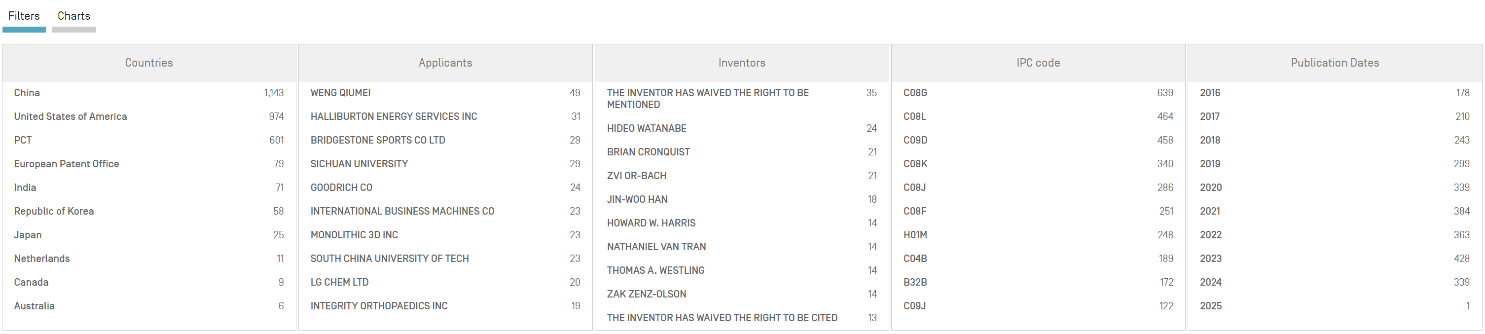 Filters Charts
Countries Applicants Inventors IPC code Publication Dates
China 1,143
United States of America 974
PCT 601
European Patent Office 79
India 71
Republic of Korea 58
Japan 25
Netherlands 11
Canada 9
Australia 6
WENG QIUMEI 49
HALLIBURTON ENERGY SERVICES INC 31
BRIDGESTONE SPORTS CO LTD 29
SICHUAN UNIVERSITY 29
GOODRICH CO 24
INTERNATIONAL BUSINESS MACHINES CO 23
MONOLITHIC 3D INC 23
SOUTH CHINA UNIVERSITY OF TECH 23
LG CHEM LTD 20
INTEGRITY ORTHOPAEDICS INC 19
THE INVENTOR HAS WAIVED THE RIGHT TO BE 35
MENTIONED
HIDEO WATANABE 24
BRIAN CRONQUIST 21
ZVI OR-BACH 21
JIN-WOO HAN 18
HOWARD W. HARRIS 14
NATHANIEL VAN TRAN 14
THOMAS A. WESTLING 14
ZAK ZENZ-OLSON 14
THE INVENTOR HAS WAIVED THE RIGHT TO BE CITED 13
C08G 639
C08L 464
C09D 458
C08K 340
C08J 286
C08F 251
H01M 248
C04B 189
B32B 172
C09J 122
2016 178
2017 210
2018 243
2019 299
2020 339
2021 384
2022 363
2023 428
2024 339
2025 1